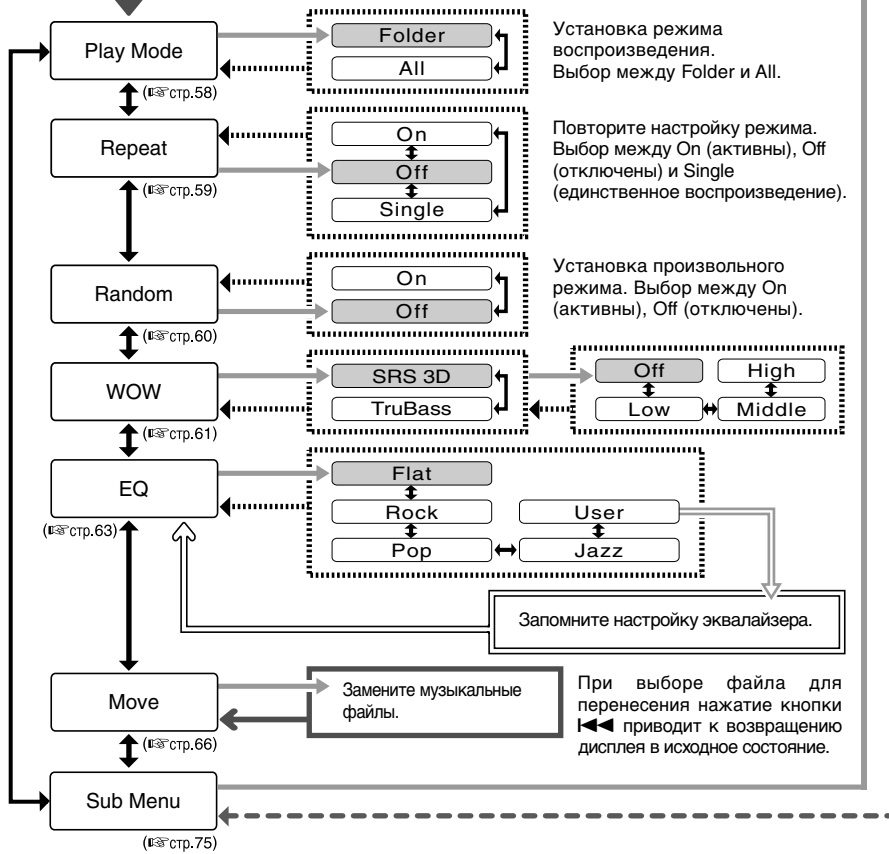 Play Mode
(☞стр.58)
Folder
All
Установка режима
воспроизведения.
Выбор между Folder и All.
Repeat
(☞стр.59)
On
Off
Single
Повторите настройку режима.
Выбор между On (активны), Off
(отключены) и Single
(единственное воспроизведение).
Random
(☞стр.60)
On
Off
Установка произвольного
режима. Выбор между On
(активны), Off (отключены).
WOW
(☞стр.61)
SRS 3D
TruBass
Off
High
Low
Middle
EQ
(☞стр.63)
Flat
Rock
User
Pop
Jazz
Запомните настройку эквалайзера.
Move
(☞стр.66)
Замените музыкальные
файлы.
При выборе файла для
перенесения нажатие кнопки
⏮ приводит к возвращению
дисплея в исходное состояние.
Sub Menu
(☞стр.75)